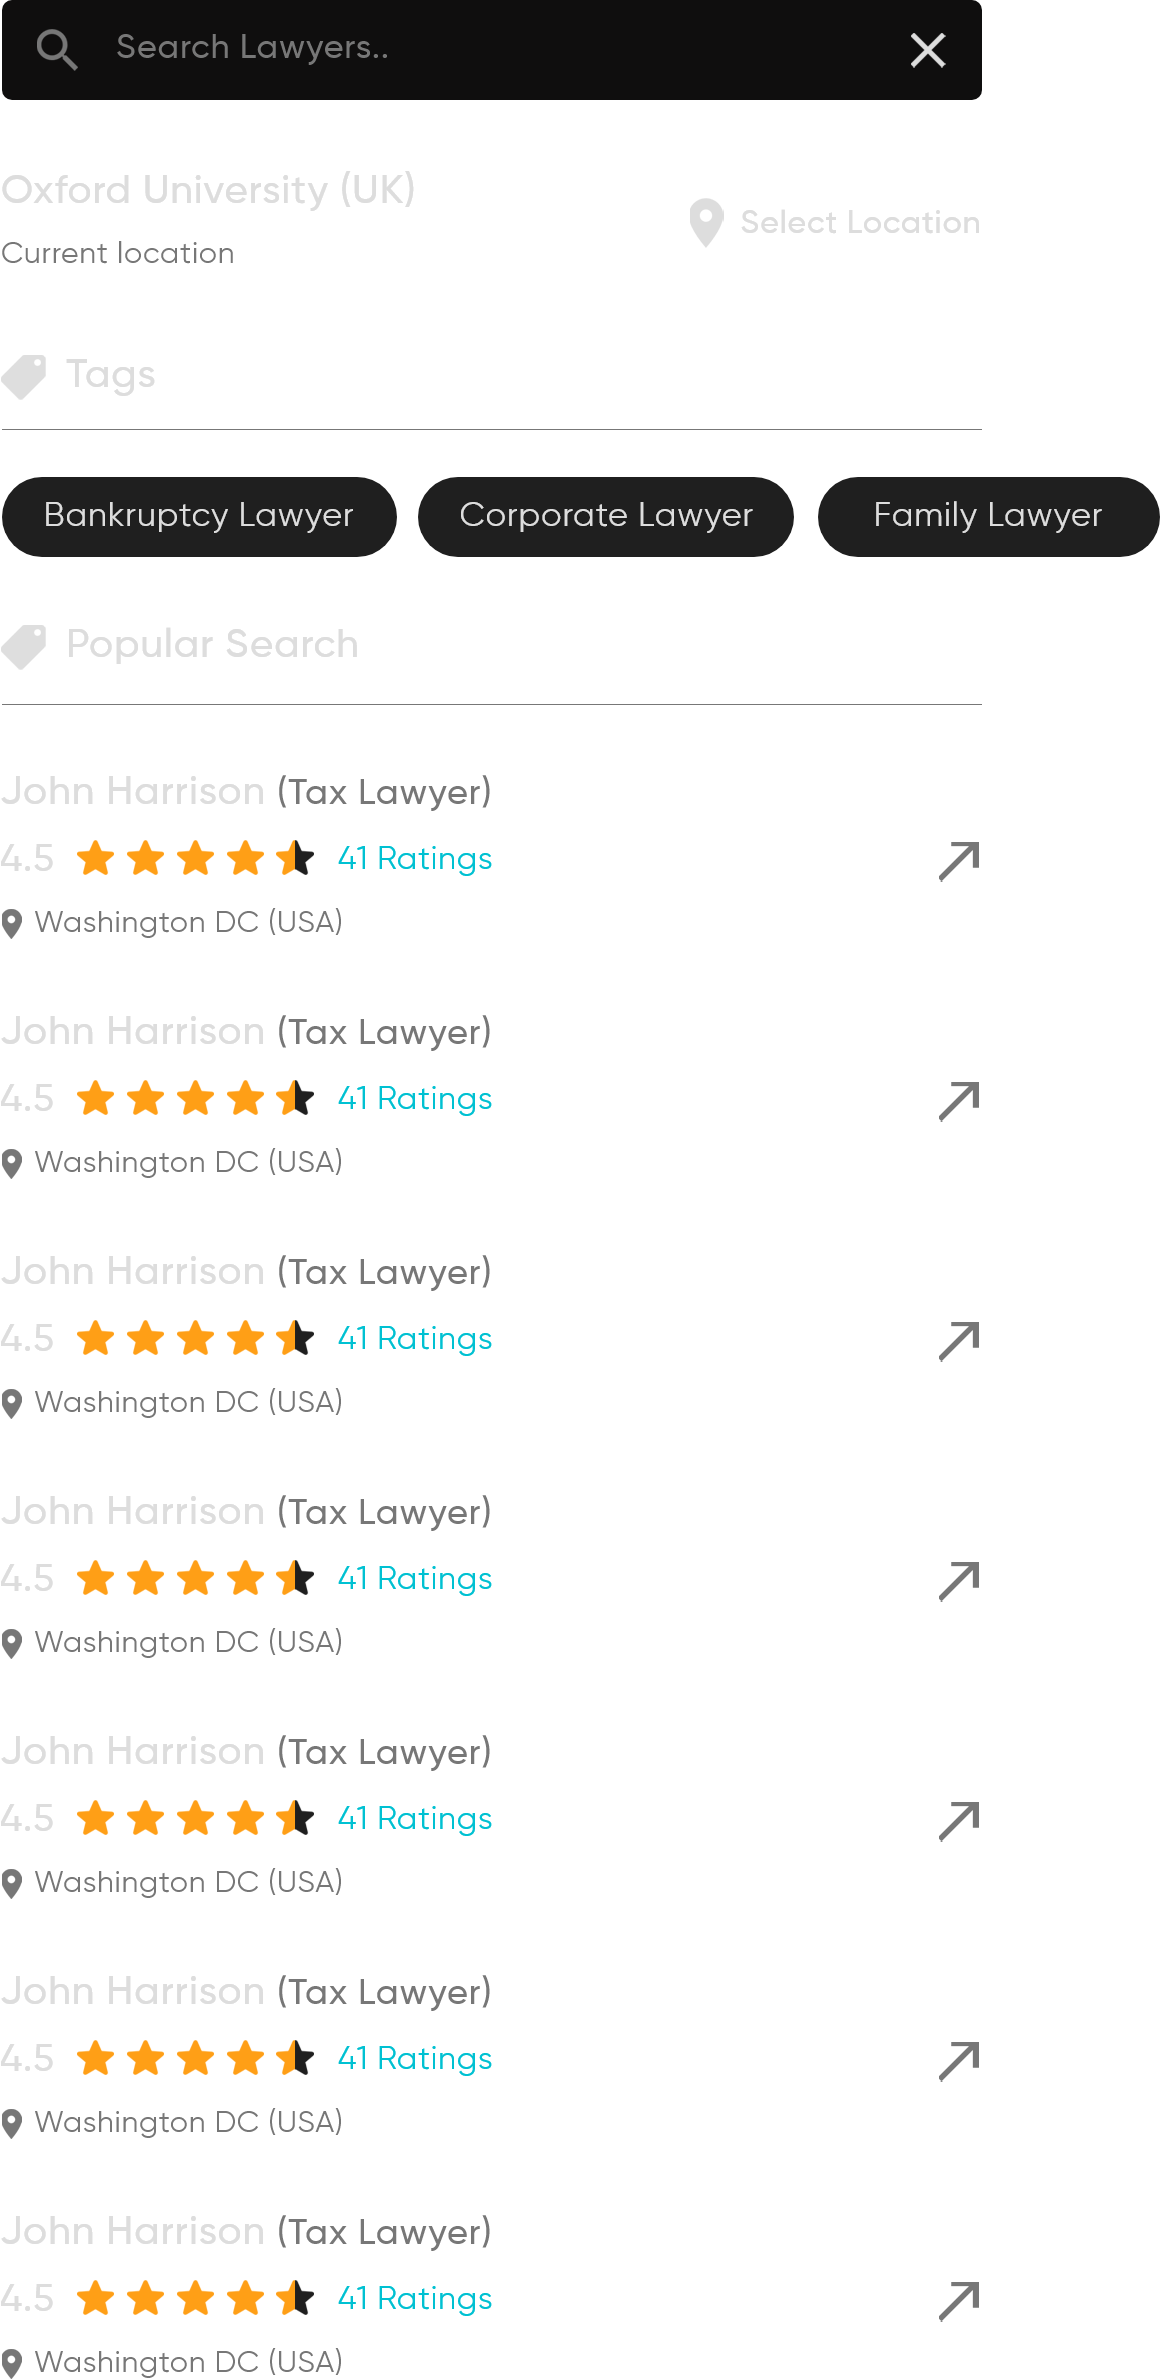 Search Lawyers..
Oxford University (UK)
Current location
Select Location
Tags
Bankruptcy Lawyer
Corporate Lawyer
Family Lawyer
Popular Search
John Harrison (Tax Lawyer)
4.5 41 Ratings
Washington DC (USA)
John Harrison (Tax Lawyer)
4.5 41 Ratings
Washington DC (USA)
John Harrison (Tax Lawyer)
4.5 41 Ratings
Washington DC (USA)
John Harrison (Tax Lawyer)
4.5 41 Ratings
Washington DC (USA)
John Harrison (Tax Lawyer)
4.5 41 Ratings
Washington DC (USA)
John Harrison (Tax Lawyer)
4.5 41 Ratings
Washington DC (USA)
John Harrison (Tax Lawyer)
4.5 41 Ratings
Washington DC (USA)